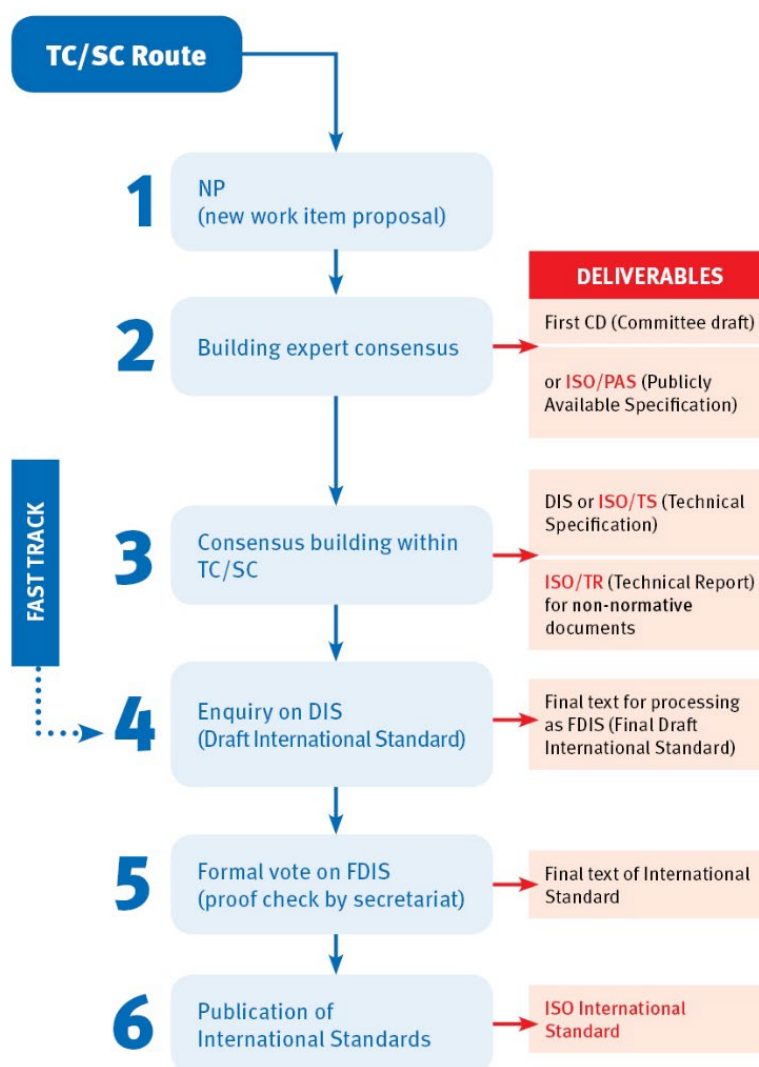 TC/SC Route
1
NP
(new work item proposal)
DELIVERABLES
2
Building expert consensus
First CD (Committee draft)
or ISO/PAS (Publicly
Available Specification)
FAST TRACK
3
Consensus building within
TC/SC
DIS or ISO/TS (Technical
Specification)
ISO/TR (Technical Report)
for non-normative
documents
4
Enquiry on DIS
(Draft International Standard)
Final text for processing
as FDIS (Final Draft
International Standard)
5
Formal vote on FDIS
(proof check by secretariat)
Final text of International
Standard
6
Publication of
International Standards
ISO International
Standard